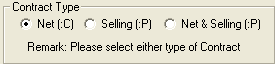 Contract Type
Net (:C) Selling (:P) Net & Selling (:P)
Remark: Please select either type of Contract